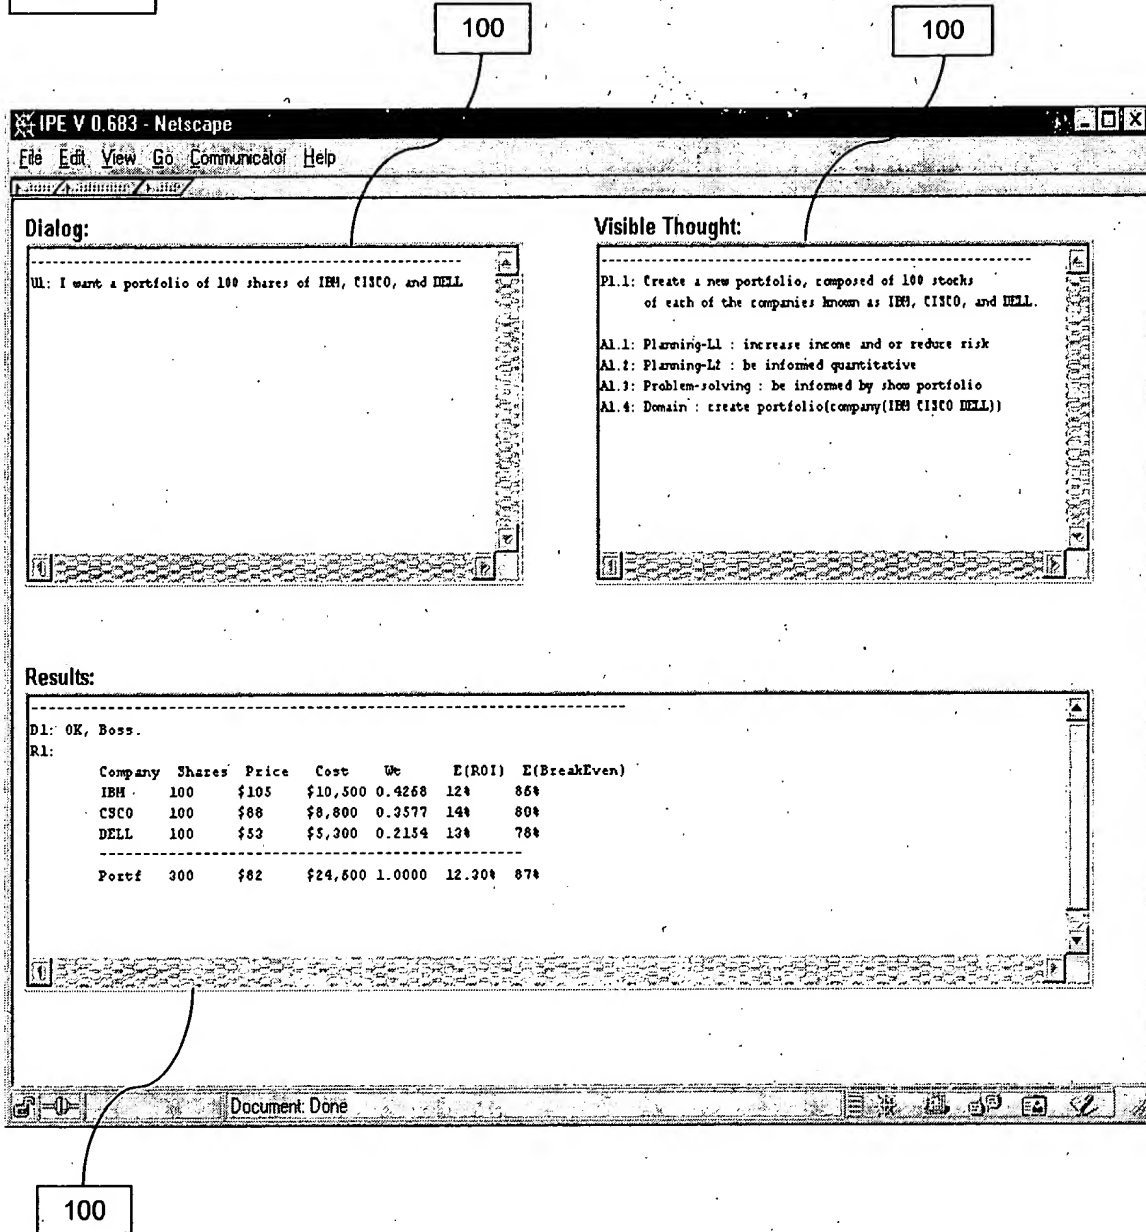 100
100
IPE V 0.683 - Netscape
File Edit View Go Communicator Help
Dialog:
Visible Thought:
U1: I want a portfolio of 100 shares of IBM, CISCO, and DELL
P1.1: Create a new portfolio, composed of 100 stocks
of each of the companies known as IBM, CISCO, and DELL.
A1.1: Planning-L1 : increase income and or reduce risk
A1.2: Planning-L2 : be informed quantitative
A1.3: Problem-solving : be informed by show portfolio
A1.4: Domain : create portfolio(company(IBM CISCO DELL))
Results:
D1: OK, Boss.
R1:
Company Shares Price Cost Wt E(ROI) E(BreakEven)
IBM 100 $105 $10,500 0.4268 12% 86%
CSCO 100 $88 $8,800 0.3577 14% 80%
DELL 100 $53 $5,300 0.2154 13% 78%
Portf 300 $82 $24,600 1.0000 12.30% 87%
Document: Done
100